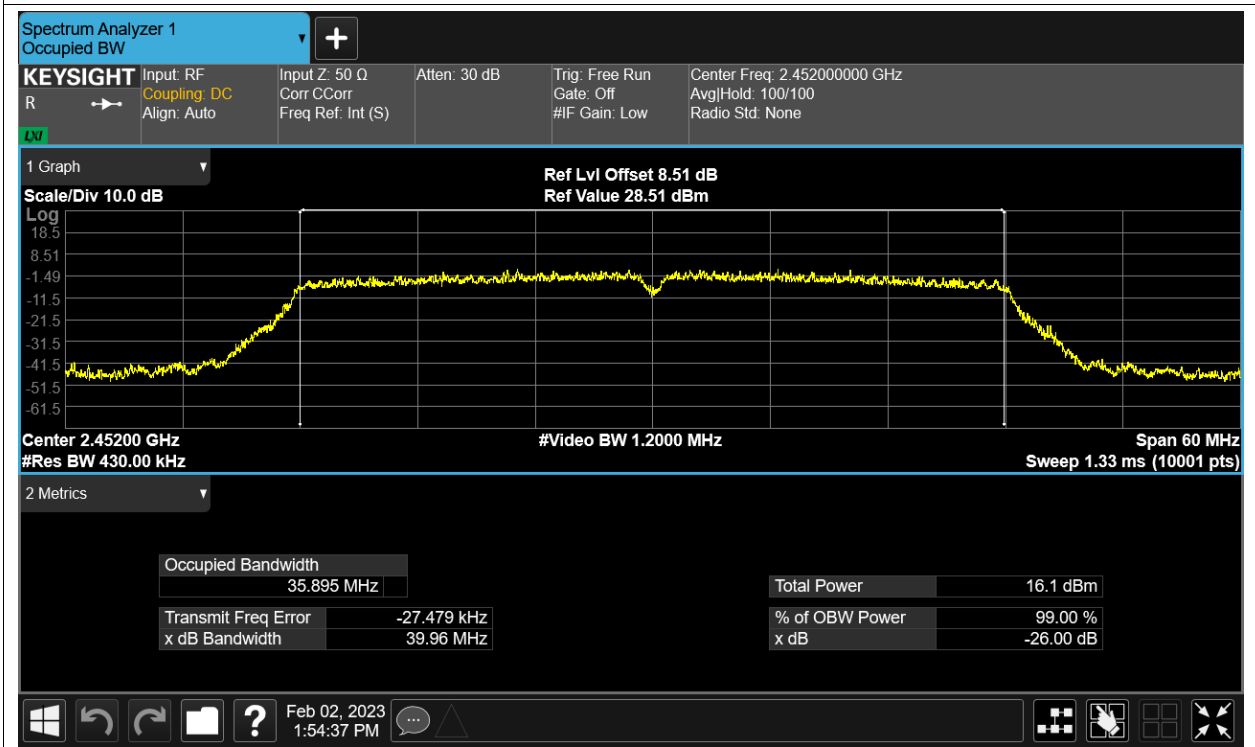 Spectrum Analyzer 1
Occupied BW
KEYSIGHT
R
LXI
Input: RF
Coupling: DC
Align: Auto
Input Z: 50 Ω
Corr CCorr
Freq Ref: Int (S)
Atten: 30 dB
Trig: Free Run
Gate: Off
#IF Gain: Low
Center Freq: 2.452000000 GHz
Avg|Hold: 100/100
Radio Std: None
1 Graph
Ref Lvl Offset 8.51 dB
Scale/Div 10.0 dB
Ref Value 28.51 dBm
Log
18.5
8.51
-1.49
-11.5
-21.5
-31.5
-41.5
-51.5
-61.5
Center 2.45200 GHz
#Video BW 1.2000 MHz
Span 60 MHz
#Res BW 430.00 kHz
Sweep 1.33 ms (10001 pts)
2 Metrics
Occupied Bandwidth
35.895 MHz
Total Power 16.1 dBm
Transmit Freq Error -27.479 kHz
% of OBW Power 99.00 %
x dB Bandwidth 39.96 MHz
x dB -26.00 dB
?
Feb 02, 2023
1:54:37 PM